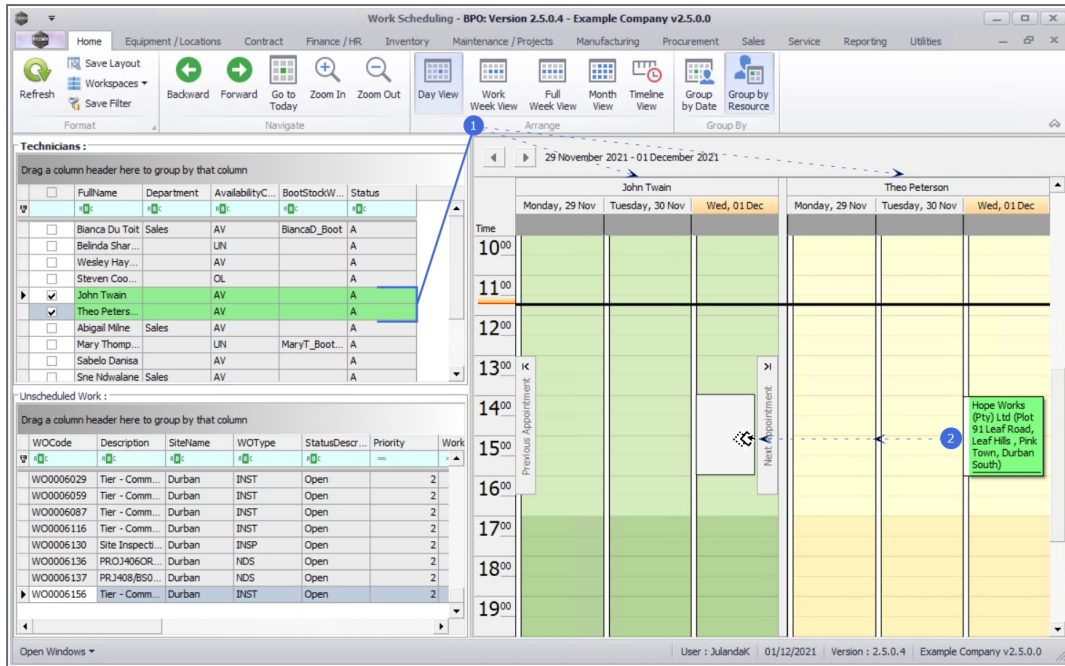 Work Scheduling - BPO: Version 2.5.0.4 - Example Company v2.5.0.0
Home Equipment / Locations Contract Finance / HR Inventory Maintenance / Projects Manufacturing Procurement Sales Service Reporting Utilities
Refresh
Save Layout
Workspaces
Save Filter
Format
Backward
Forward
Go to
Today
Zoom In
Zoom Out
Navigate
Day View
Work
Week View
Full
Week View
Month
View
Timeline
View
Arrange
Group
by Date
Group by
Resource
Group By
1
Technicians :
Drag a column header here to group by that column
FullName Department AvailabilityC... BootStockW... Status
Bianca Du Toit Sales AV BiancaD_Boot A
Belinda Shar... UN A
Wesley Hay... AV A
Steven Coo... OL A
John Twain AV A
Theo Peters... AV A
Abigail Milne Sales AV A
Mary Thomp... UN MaryT_Boot... A
Sabelo Danisa AV A
Sne Ndwalane Sales AV A
Unscheduled Work :
Drag a column header here to group by that column
WOCode Description SiteName WOType StatusDescr... Priority Work
WO0006029 Tier - Comm... Durban INST Open 2
WO0006059 Tier - Comm... Durban INST Open 2
WO0006087 Tier - Comm... Durban INST Open 2
WO0006116 Tier - Comm... Durban INST Open 2
WO0006130 Site Inspecti... Durban INSP Open 2
WO0006136 PROJ406OR... Durban NDS Open 2
WO0006137 PRJ408/BS0... Durban NDS Open 2
WO0006156 Tier - Comm... Durban INST Open 2
29 November 2021 - 01 December 2021
John Twain Theo Peterson
Monday, 29 Nov Tuesday, 30 Nov Wed, 01 Dec Monday, 29 Nov Tuesday, 30 Nov Wed, 01 Dec
Time
10 00
11 00
12 00
13 00
14 00
15 00
16 00
17 00
18 00
19 00
Previous Appointment
Next Appointment
2
Hope Works
(Pty) Ltd (Plot
91 Leaf Road,
Leaf Hills , Pink
Town, Durban
South)
Open Windows
User : JulandaK 01/12/2021 Version : 2.5.0.4 Example Company v2.5.0.0